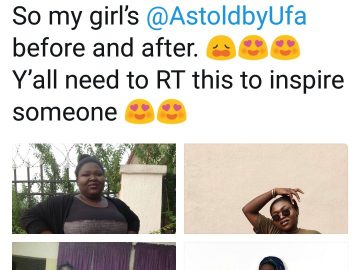 So my girl's @AstoldbyUfa
before and after. 😩😍😍
Y'all need to RT this to inspire
someone 😍😍